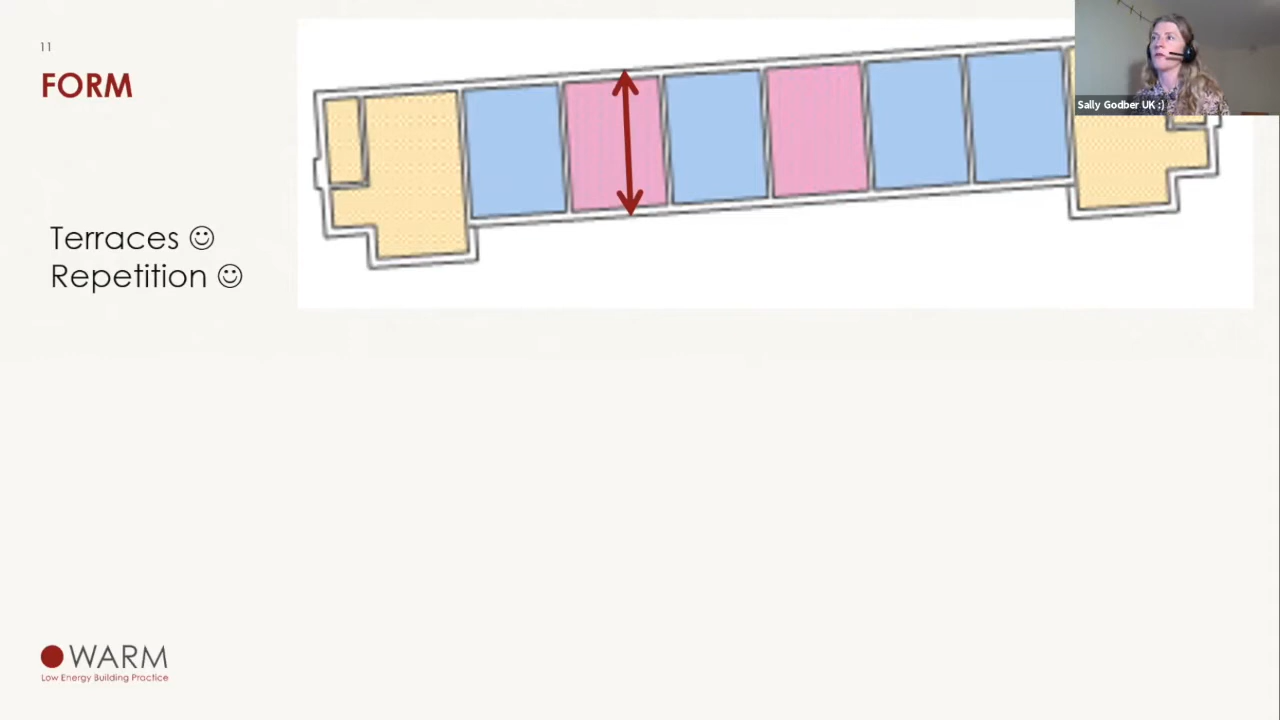 11
FORM
Sally Godber UK :)
Terraces ☺
Repetition ☺
WARM
Low Energy Building Practice